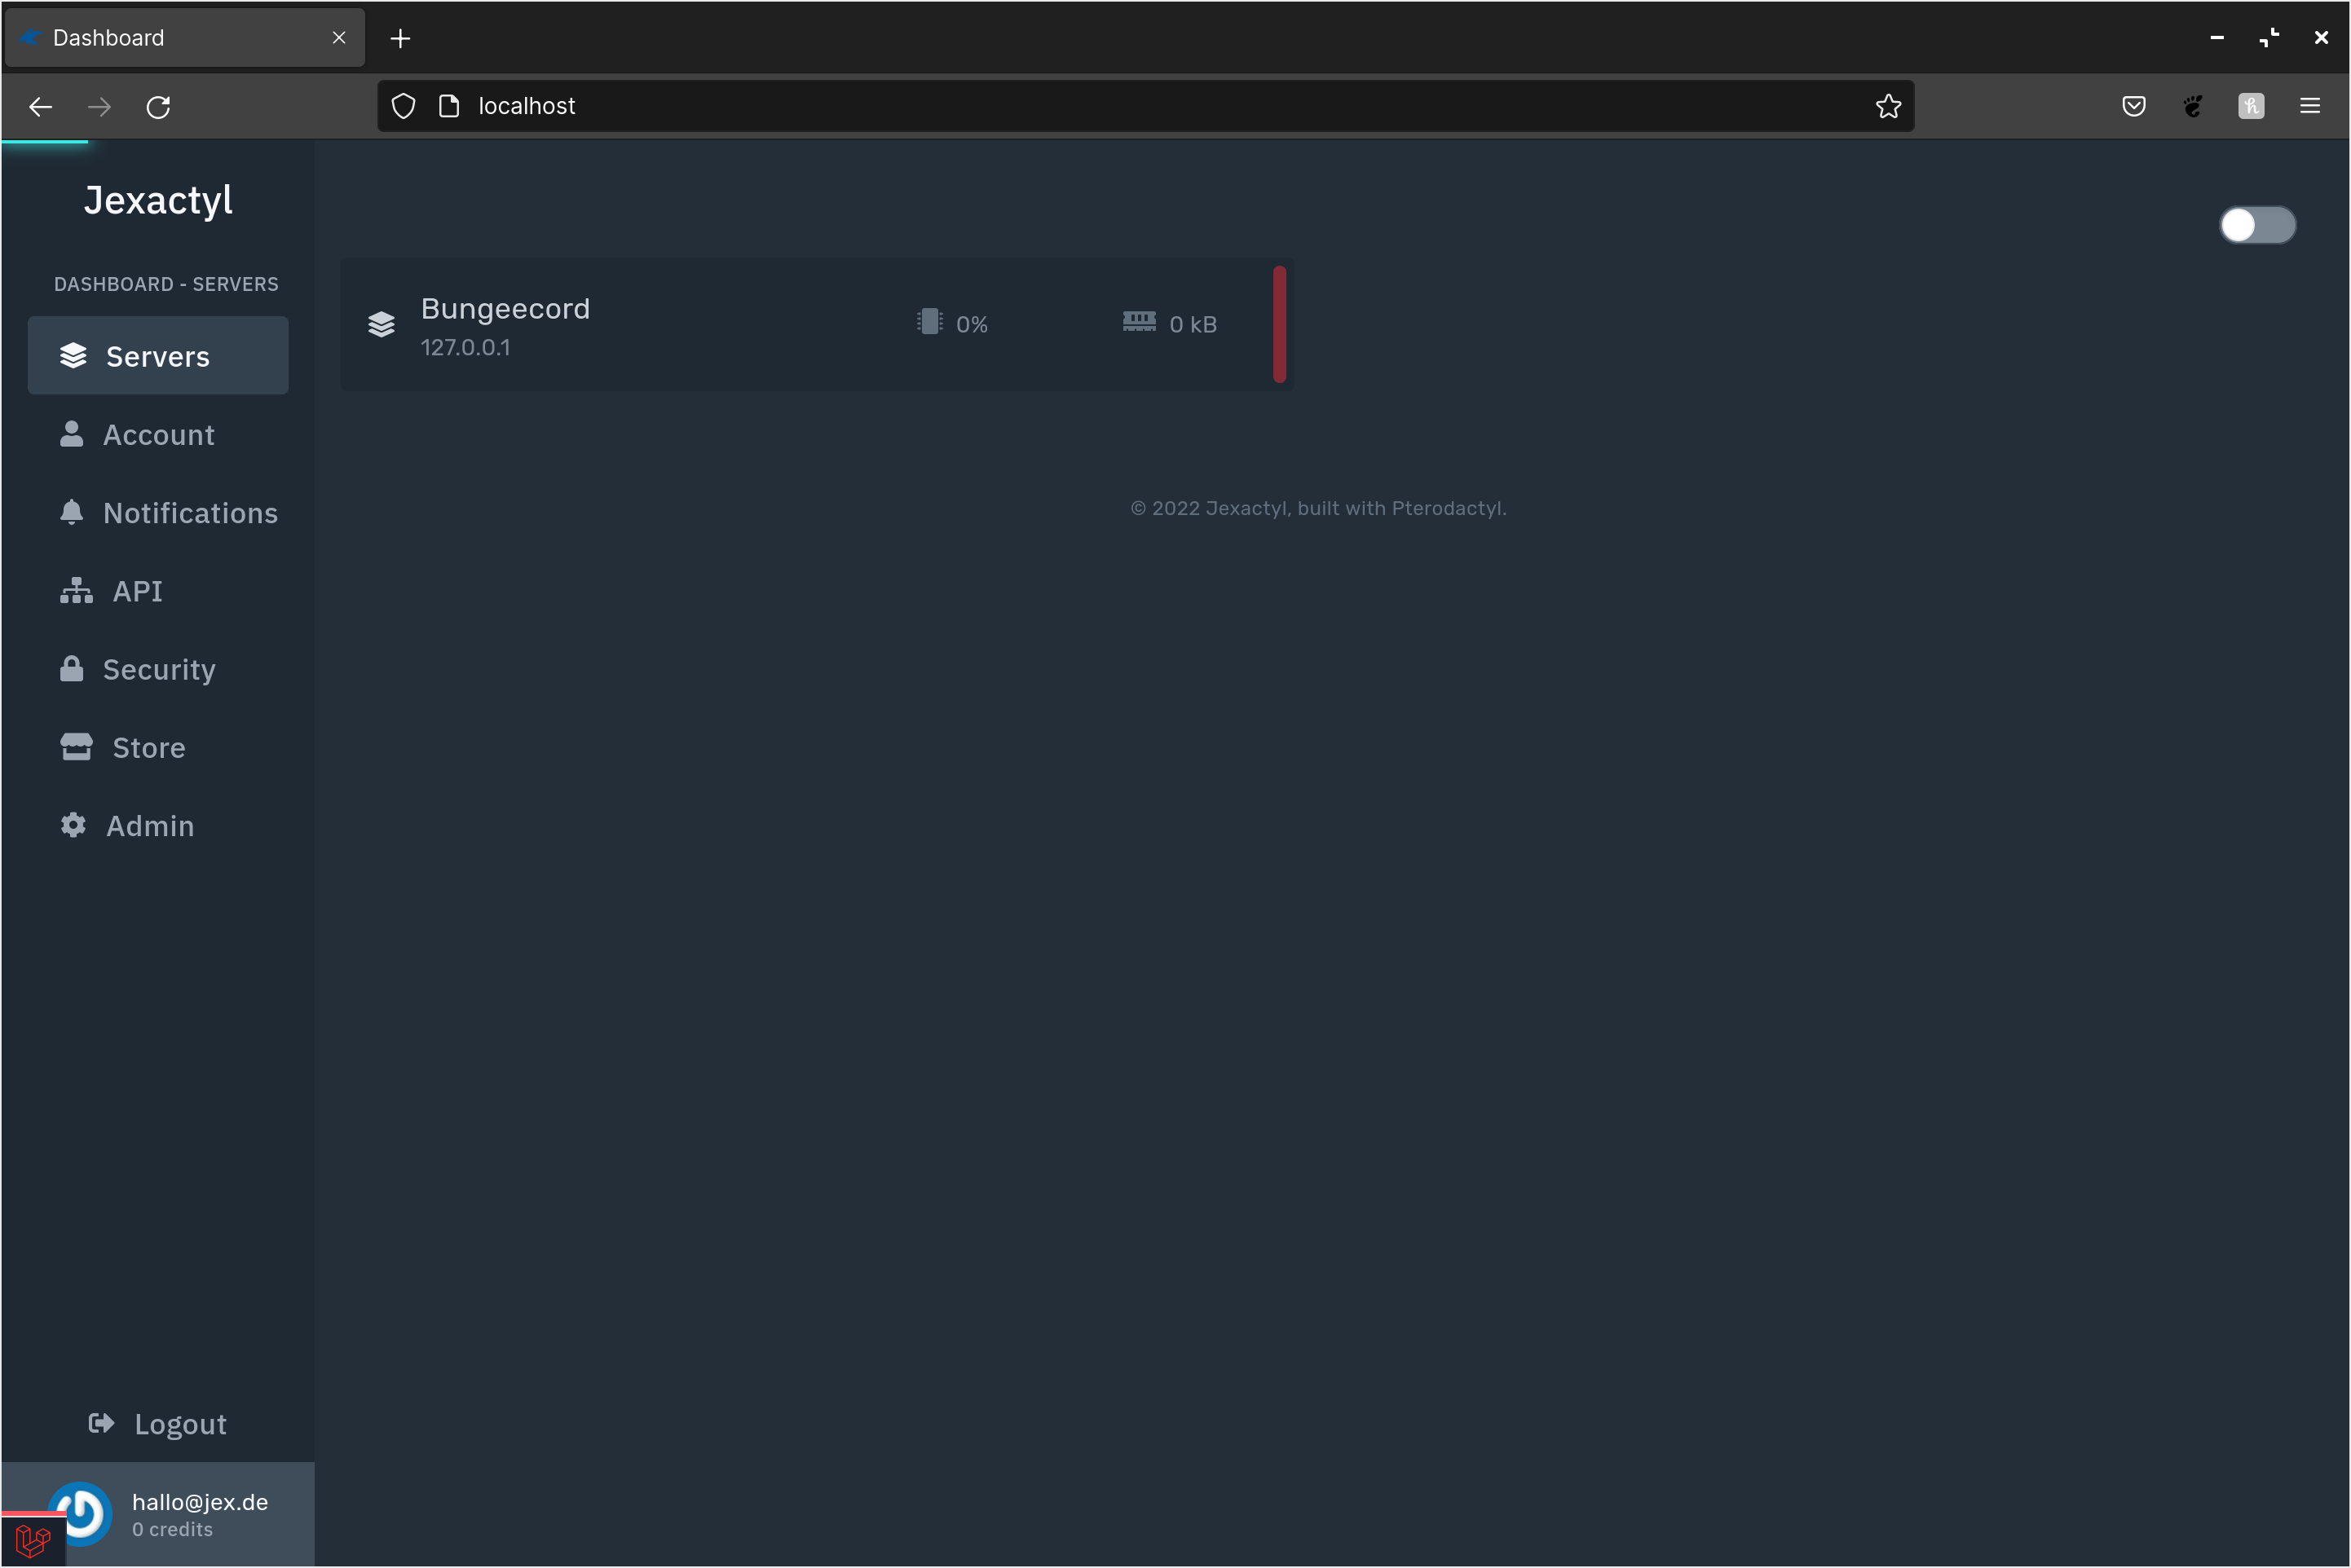 Dashboard
localhost
Jexactyl
DASHBOARD - SERVERS
Servers
Account
Notifications
API
Security
Store
Admin
Logout
hallo@jex.de
0 credits
Bungeecord
127.0.0.1
0%
0 kB
© 2022 Jexactyl, built with Pterodactyl.